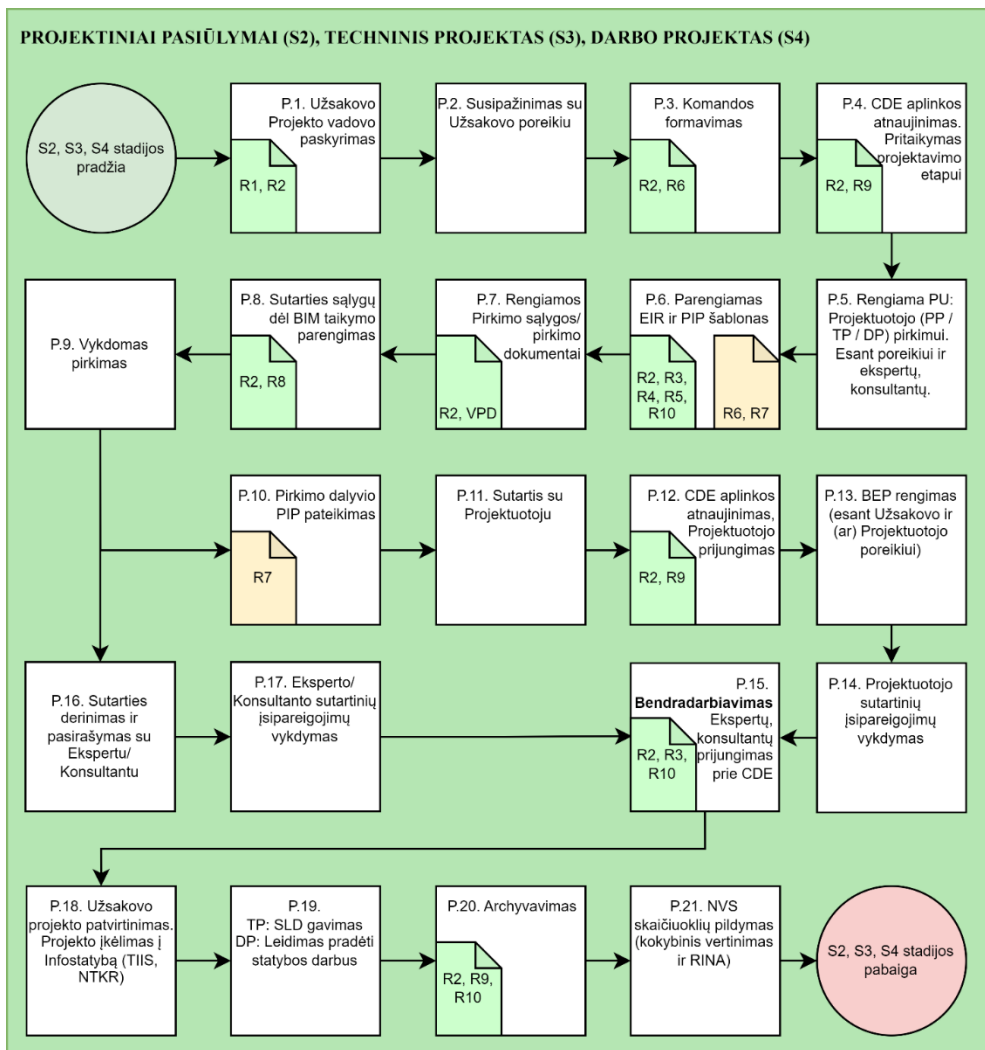 PROJEKTINIAI PASIŪLYMAI (S2), TECHNINIS PROJEKTAS (S3), DARBO PROJEKTAS (S4)
S2, S3, S4 stadijos
pradžia
P.1. Užsakovo
Projekto vadovo
paskyrimas
R1, R2
P.2. Susipažinimas su
Užsakovo poreikiu
P.3. Komandos
formavimas
R2, R6
P.4. CDE aplinkos
atnaujinimas.
Pritaikymas
projektavimo
etapui
R2, R9
P.9. Vykdomas
pirkimas
P.8. Sutarties sąlygų
dėl BIM taikymo
parengimas
R2, R8
P.7. Rengiamos
Pirkimo sąlygos/
pirkimo
dokumentai
R2, VPD
P.6. Parengiamas
EIR ir PIP šablonas
R2, R3,
R4, R5,
R10
R6, R7
P.5. Rengiama PU:
Projektuotojo (PP /
TP / DP) pirkimui.
Esant poreikiui ir
ekspertų,
konsultantų.
P.10. Pirkimo dalyvio
PIP pateikimas
R7
P.11. Sutartis su
Projektuotoju
P.12. CDE aplinkos
atnaujinimas,
Projektuotojo
prijungimas
R2, R9
P.13. BEP rengimas
(esant Užsakovo ir
(ar) Projektuotojo
poreikiui)
P.16. Sutarties
derinimas ir
pasirašymas su
Ekspertu/
Konsultantu
P.17. Eksperto/
Konsultanto sutartinių
įsipareigojimų
vykdymas
P.15.
Bendradarbiavimas
Ekspertų,
konsultantų
prijungimas
prie CDE
R2, R3,
R10
P.14. Projektuotojo
sutartinių
įsipareigojimų
vykdymas
P.18. Užsakovo
projekto patvirtinimas.
Projekto įkėlimas į
Infostatybą (TIIS,
NTKR)
P.19.
TP: SLD gavimas
DP: Leidimas pradėti
statybos darbus
P.20. Archyvavimas
R2, R9,
R10
P.21. NVS
skaičiuoklių pildymas
(kokybinis vertinimas
ir RINA)
S2, S3, S4 stadijos
pabaiga